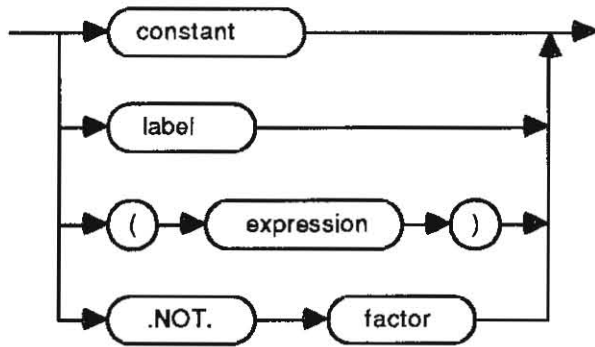 constant
label
( expression )
.NOT. factor